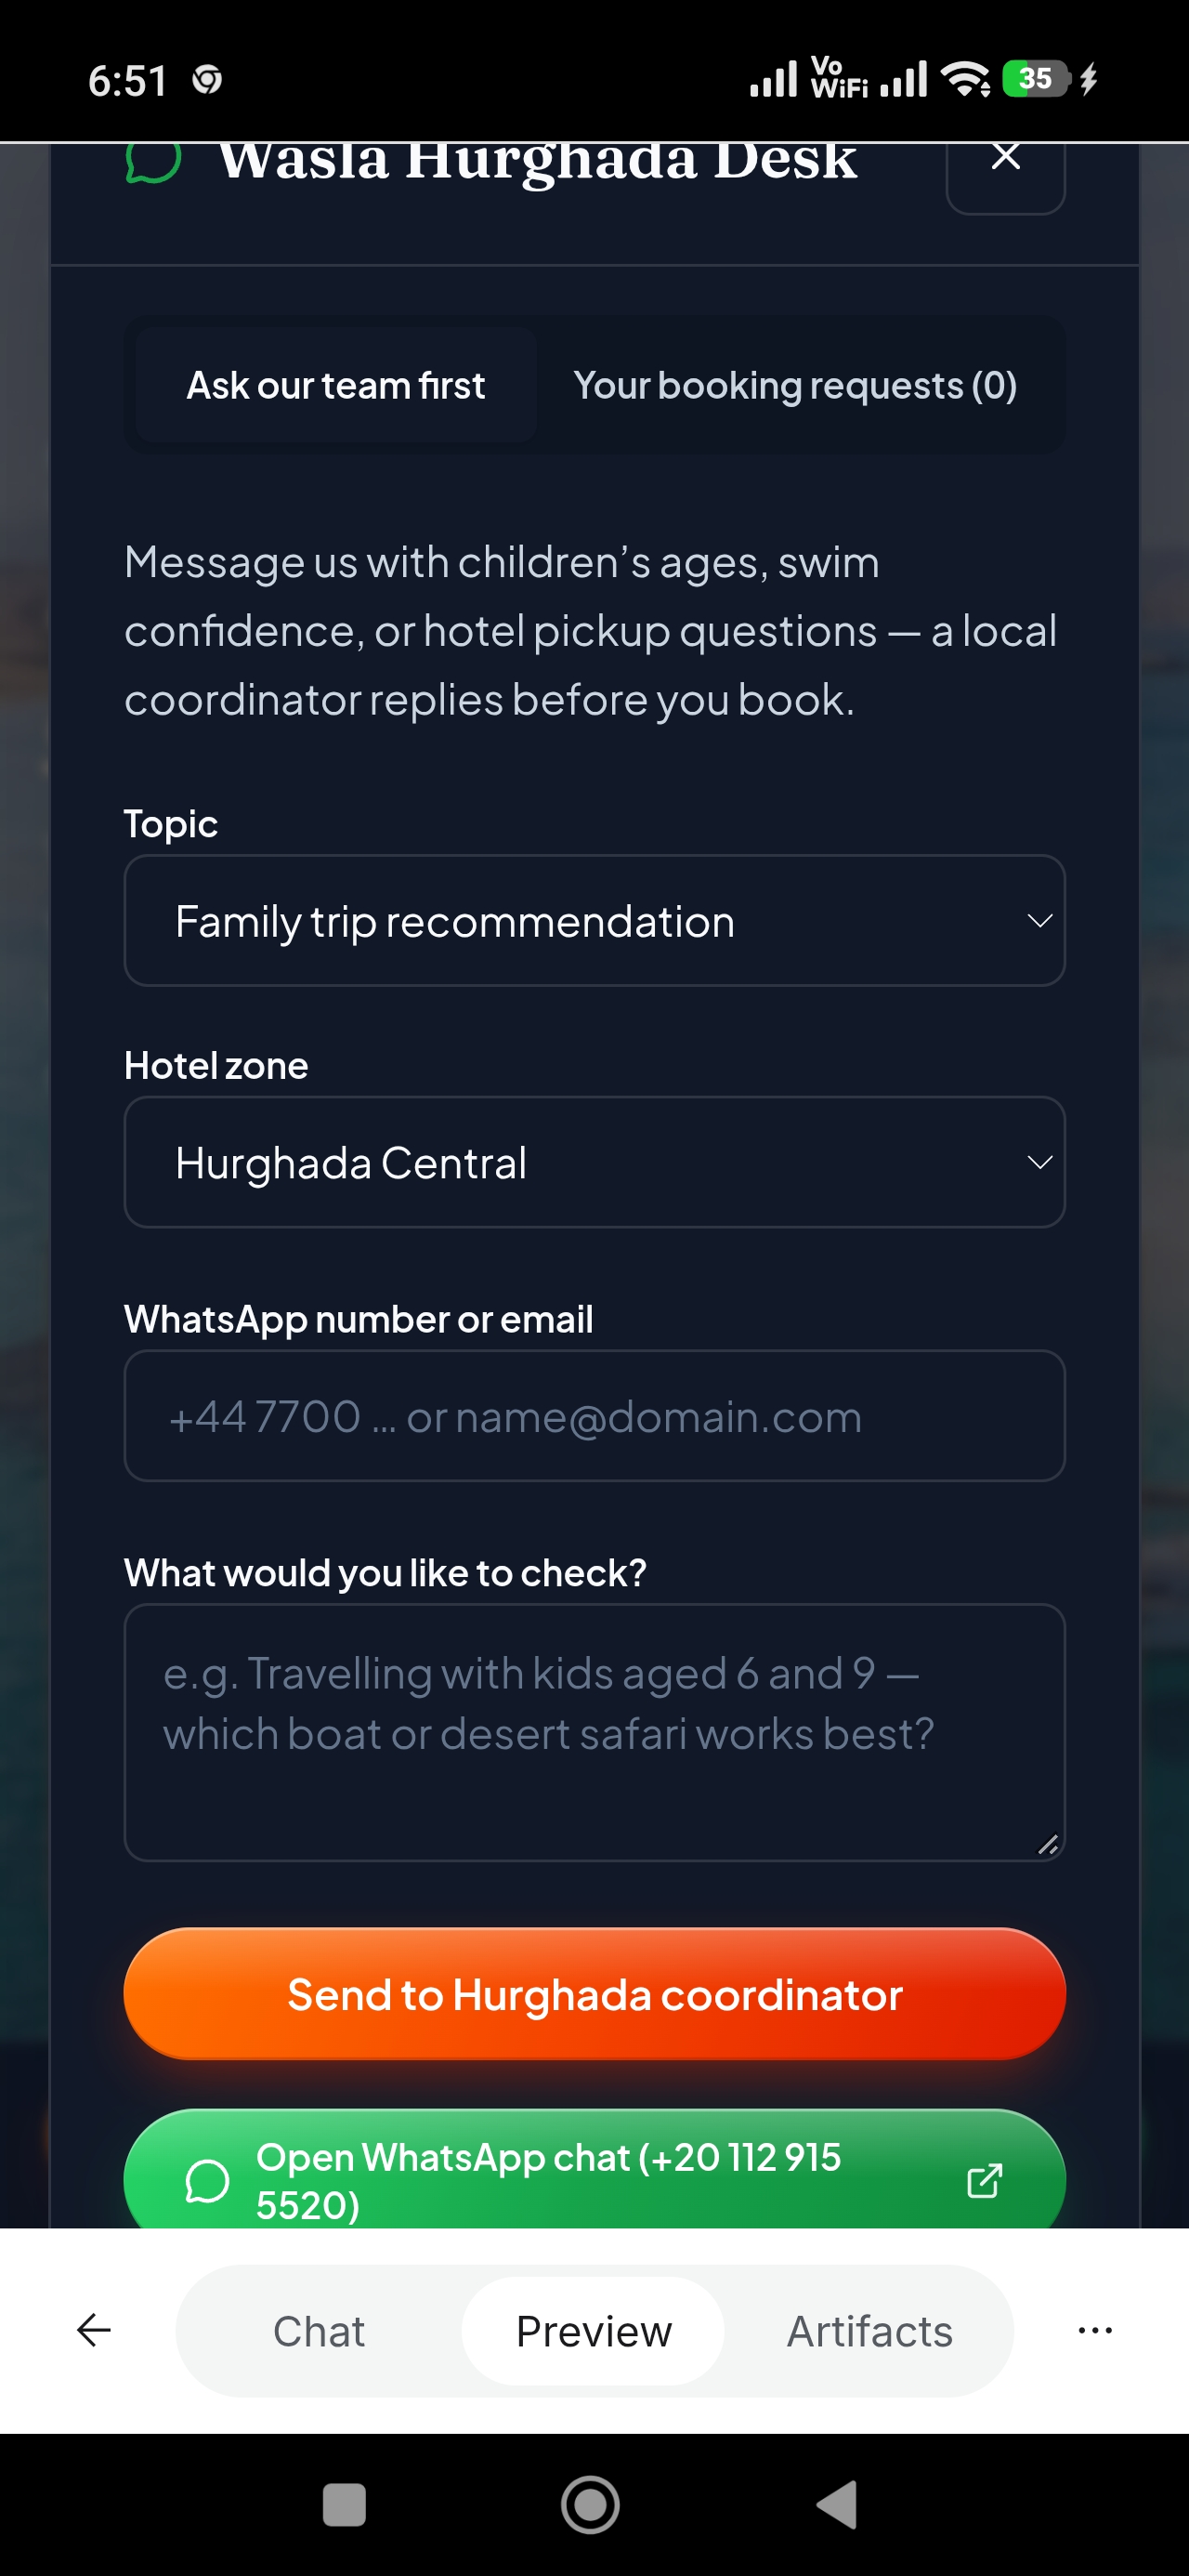 6:51
Vo
WiFi
35
Wasla Hurghada Desk
Ask our team first
Your booking requests (0)
Message us with children’s ages, swim
confidence, or hotel pickup questions — a local
coordinator replies before you book.
Topic
Family trip recommendation
Hotel zone
Hurghada Central
WhatsApp number or email
+44 7700 ... or name@domain.com
What would you like to check?
e.g. Travelling with kids aged 6 and 9 —
which boat or desert safari works best?
Send to Hurghada coordinator
Open WhatsApp chat (+20 112 915
5520)
Chat
Preview
Artifacts